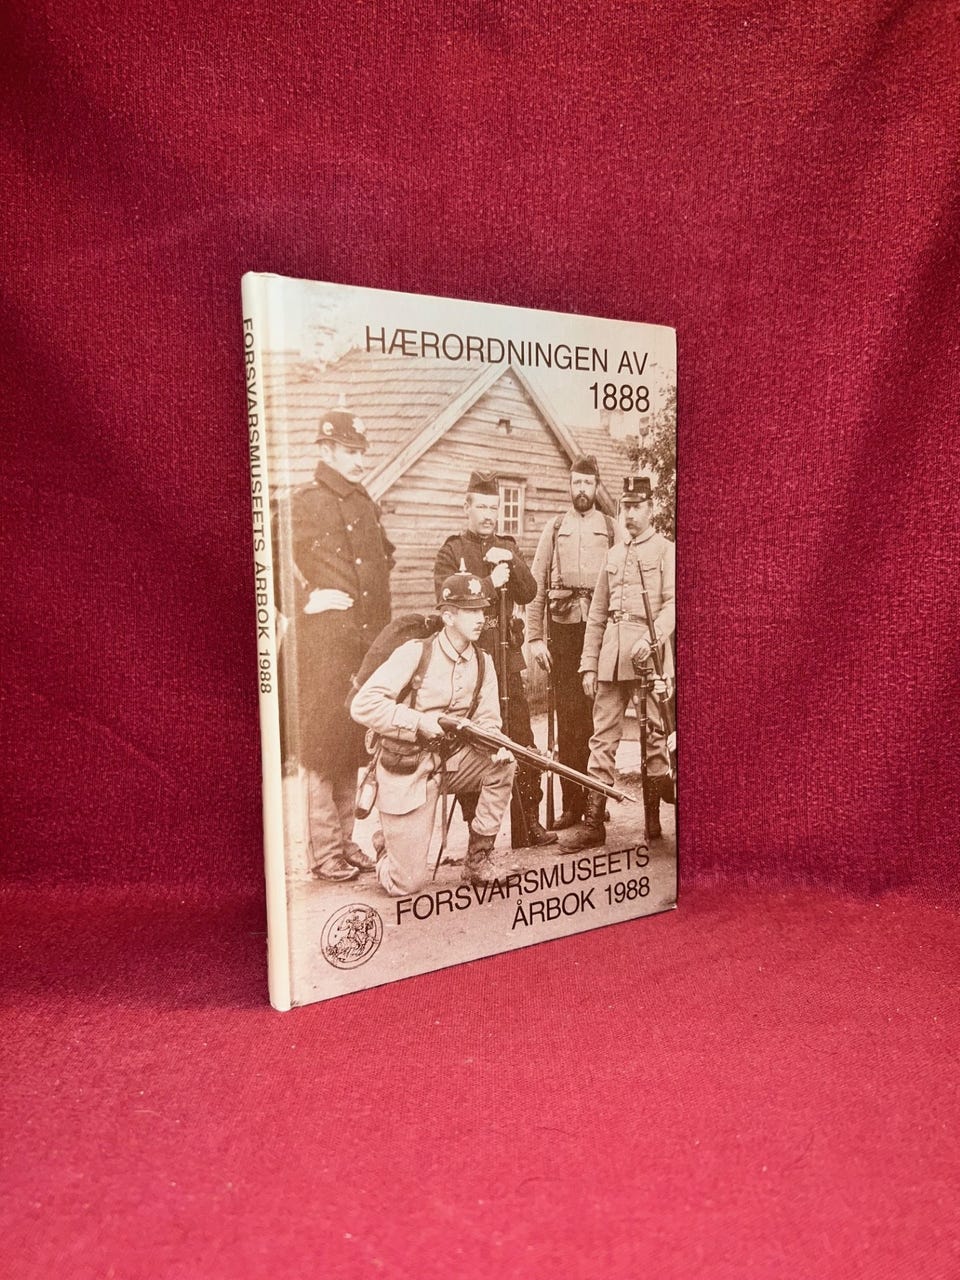 HÆRORDNINGEN AV
1888
FORSVARSMUSEETS
ÅRBOK 1988
FORSVARSMUSEETS ÅRBOK 1988